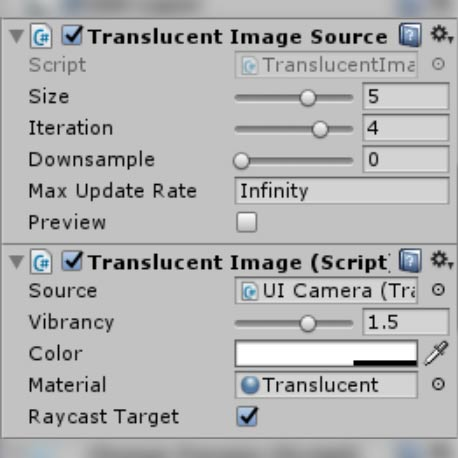 Translucent Image Source
Script TranslucentIma
Size 5
Iteration 4
Downsample 0
Max Update Rate Infinity
Preview
Translucent Image (Script)
Source UI Camera (Tra
Vibrancy 1.5
Color
Material Translucent
Raycast Target